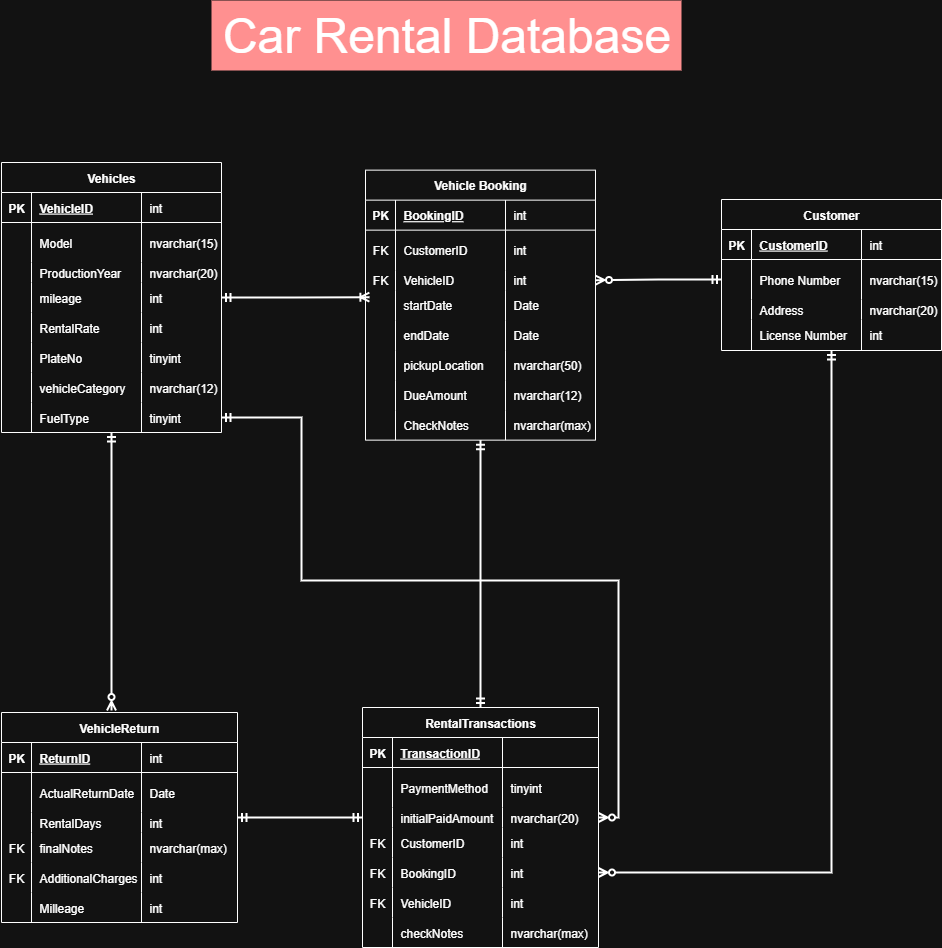 Car Rental Database
Vehicles
PK VehicleID int
Model nvarchar(15)
ProductionYear nvarchar(20)
mileage int
RentalRate int
PlateNo tinyint
vehicleCategory nvarchar(12)
FuelType tinyint
Vehicle Booking
PK BookingID int
FK CustomerID int
FK VehicleID int
startDate Date
endDate Date
pickupLocation nvarchar(50)
DueAmount nvarchar(12)
CheckNotes nvarchar(max)
Customer
PK CustomerID int
Phone Number nvarchar(15)
Address nvarchar(20)
License Number int
VehicleReturn
PK ReturnID int
ActualReturnDate Date
RentalDays int
FK finalNotes nvarchar(max)
FK AdditionalCharges int
Milleage int
RentalTransactions
PK TransactionID
PaymentMethod tinyint
initialPaidAmount nvarchar(20)
FK CustomerID int
FK BookingID int
FK VehicleID int
checkNotes nvarchar(max)